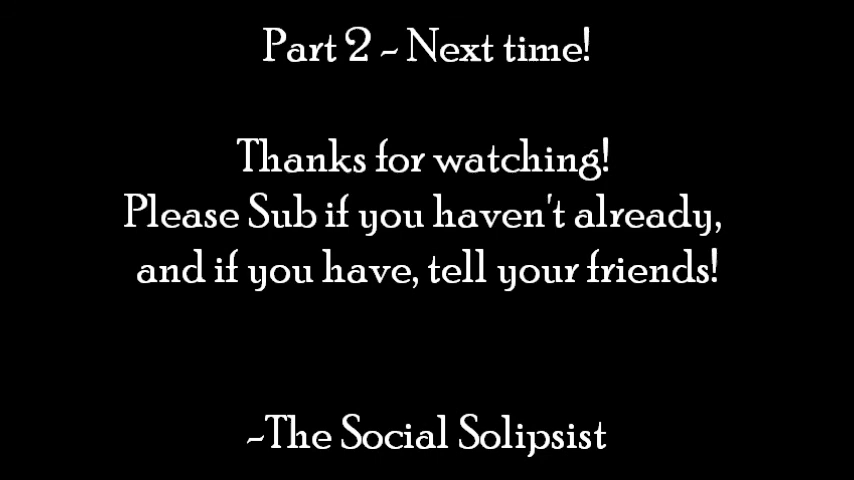 Part 2 - Next time!
Thanks for watching!
Please Sub if you haven't already,
and if you have, tell your friends!
-The Social Solipsist